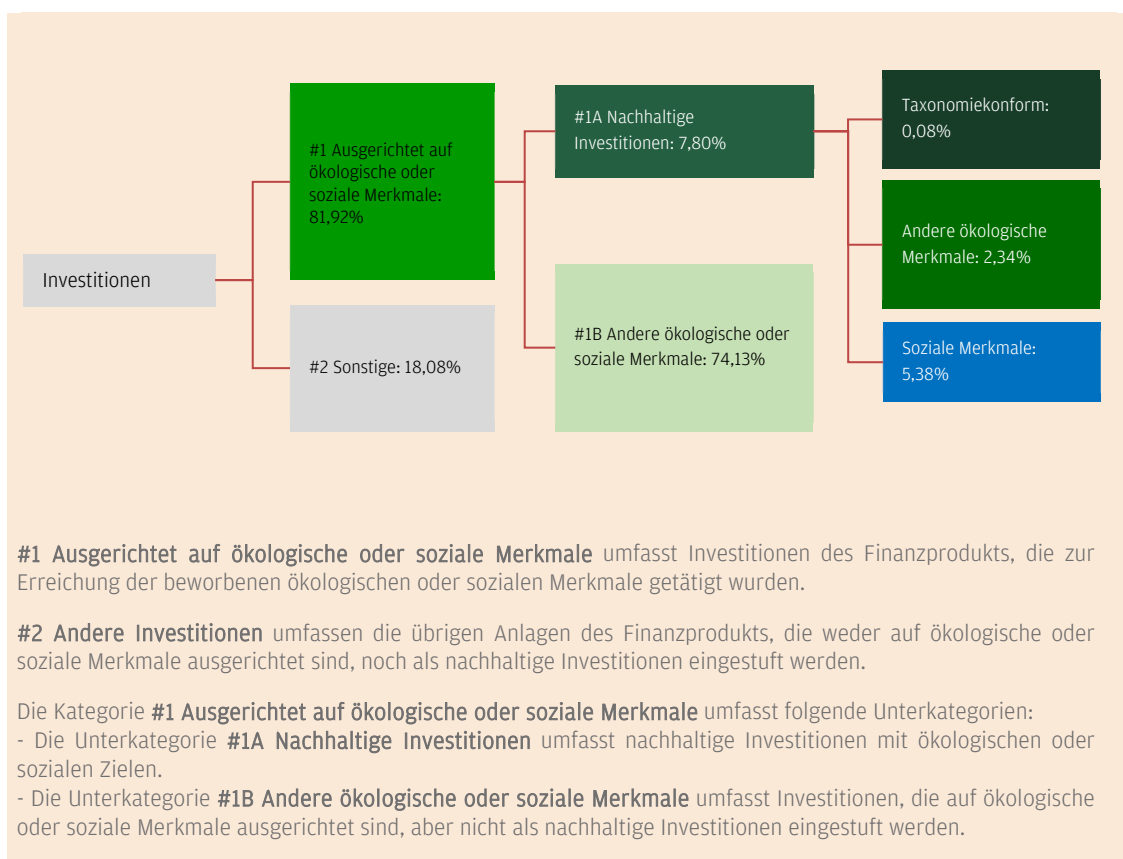 Investitionen
#1 Ausgerichtet auf
ökologische oder
soziale Merkmale:
81,92%
#2 Sonstige: 18,08%
#1A Nachhaltige
Investitionen: 7,80%
#1B Andere ökologische oder
soziale Merkmale: 74,13%
Taxonomiekonform:
0,08%
Andere ökologische
Merkmale: 2,34%
Soziale Merkmale:
5,38%
#1 Ausgerichtet auf ökologische oder soziale Merkmale umfasst Investitionen des Finanzprodukts, die zur
Erreichung der beworbenen ökologischen oder sozialen Merkmale getätigt wurden.
#2 Andere Investitionen umfassen die übrigen Anlagen des Finanzprodukts, die weder auf ökologische oder
soziale Merkmale ausgerichtet sind, noch als nachhaltige Investitionen eingestuft werden.
Die Kategorie #1 Ausgerichtet auf ökologische oder soziale Merkmale umfasst folgende Unterkategorien:
- Die Unterkategorie #1A Nachhaltige Investitionen umfasst nachhaltige Investitionen mit ökologischen oder
sozialen Zielen.
- Die Unterkategorie #1B Andere ökologische oder soziale Merkmale umfasst Investitionen, die auf ökologische
oder soziale Merkmale ausgerichtet sind, aber nicht als nachhaltige Investitionen eingestuft werden.